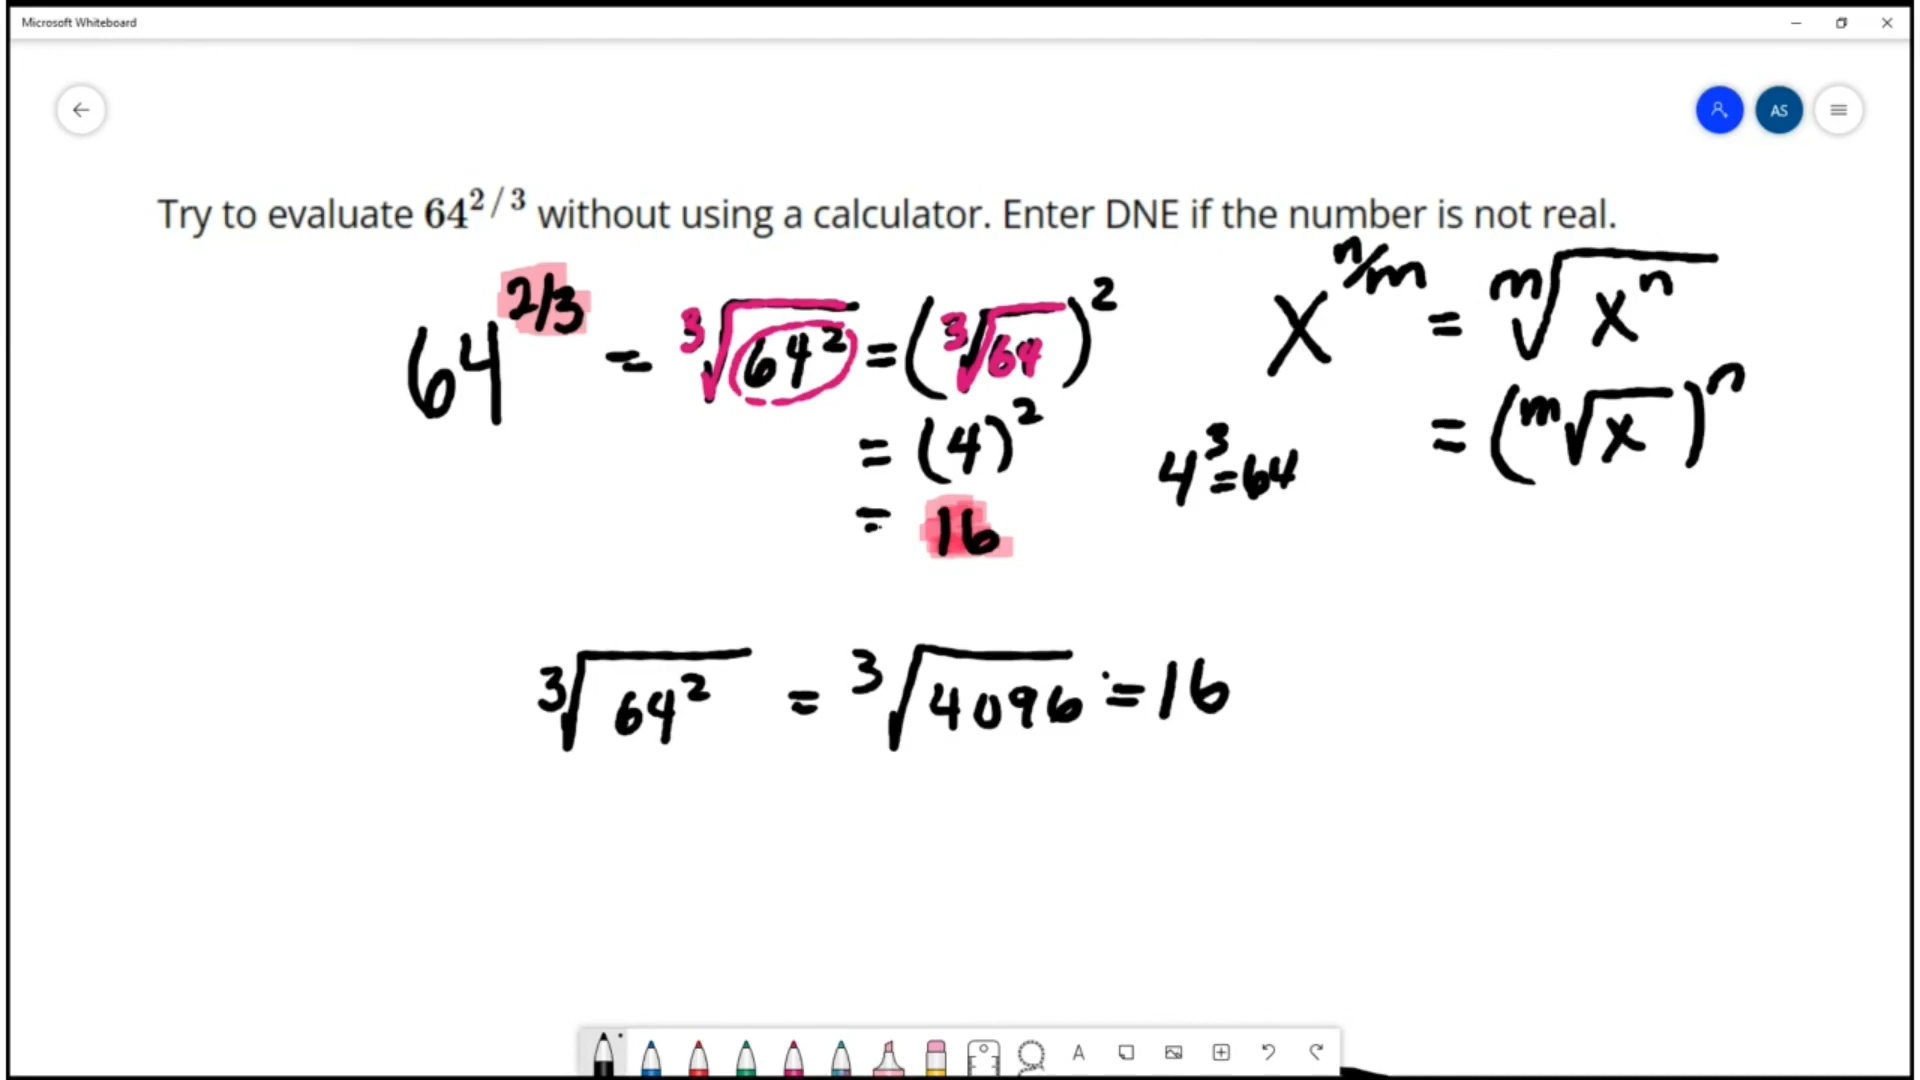 Microsoft Whiteboard
AS
Try to evaluate 64^{2/3} without using a calculator. Enter DNE if the number is not real.
64^{2/3} = ∛(64²) = (∛64)²
= (4)²
= 16
x^{n/m} = ᵐ√(xⁿ)
= (ᵐ√x)ⁿ
4³=64
∛(64²) = ∛4096 = 16
A